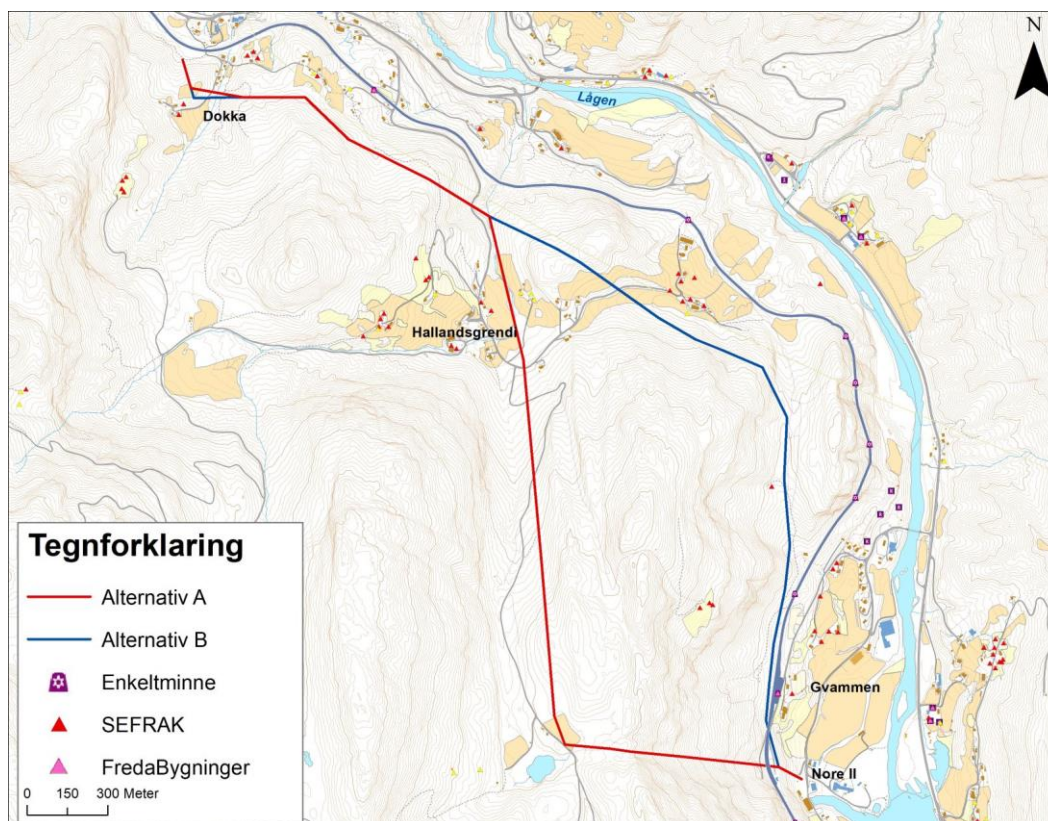 N
Lågen
Dokka
Hallandsgrendi
Gvammen
Nore II
Tegnforklaring
Alternativ A
Alternativ B
Enkeltminne
SEFRAK
FredaBygninger
0 150 300 Meter